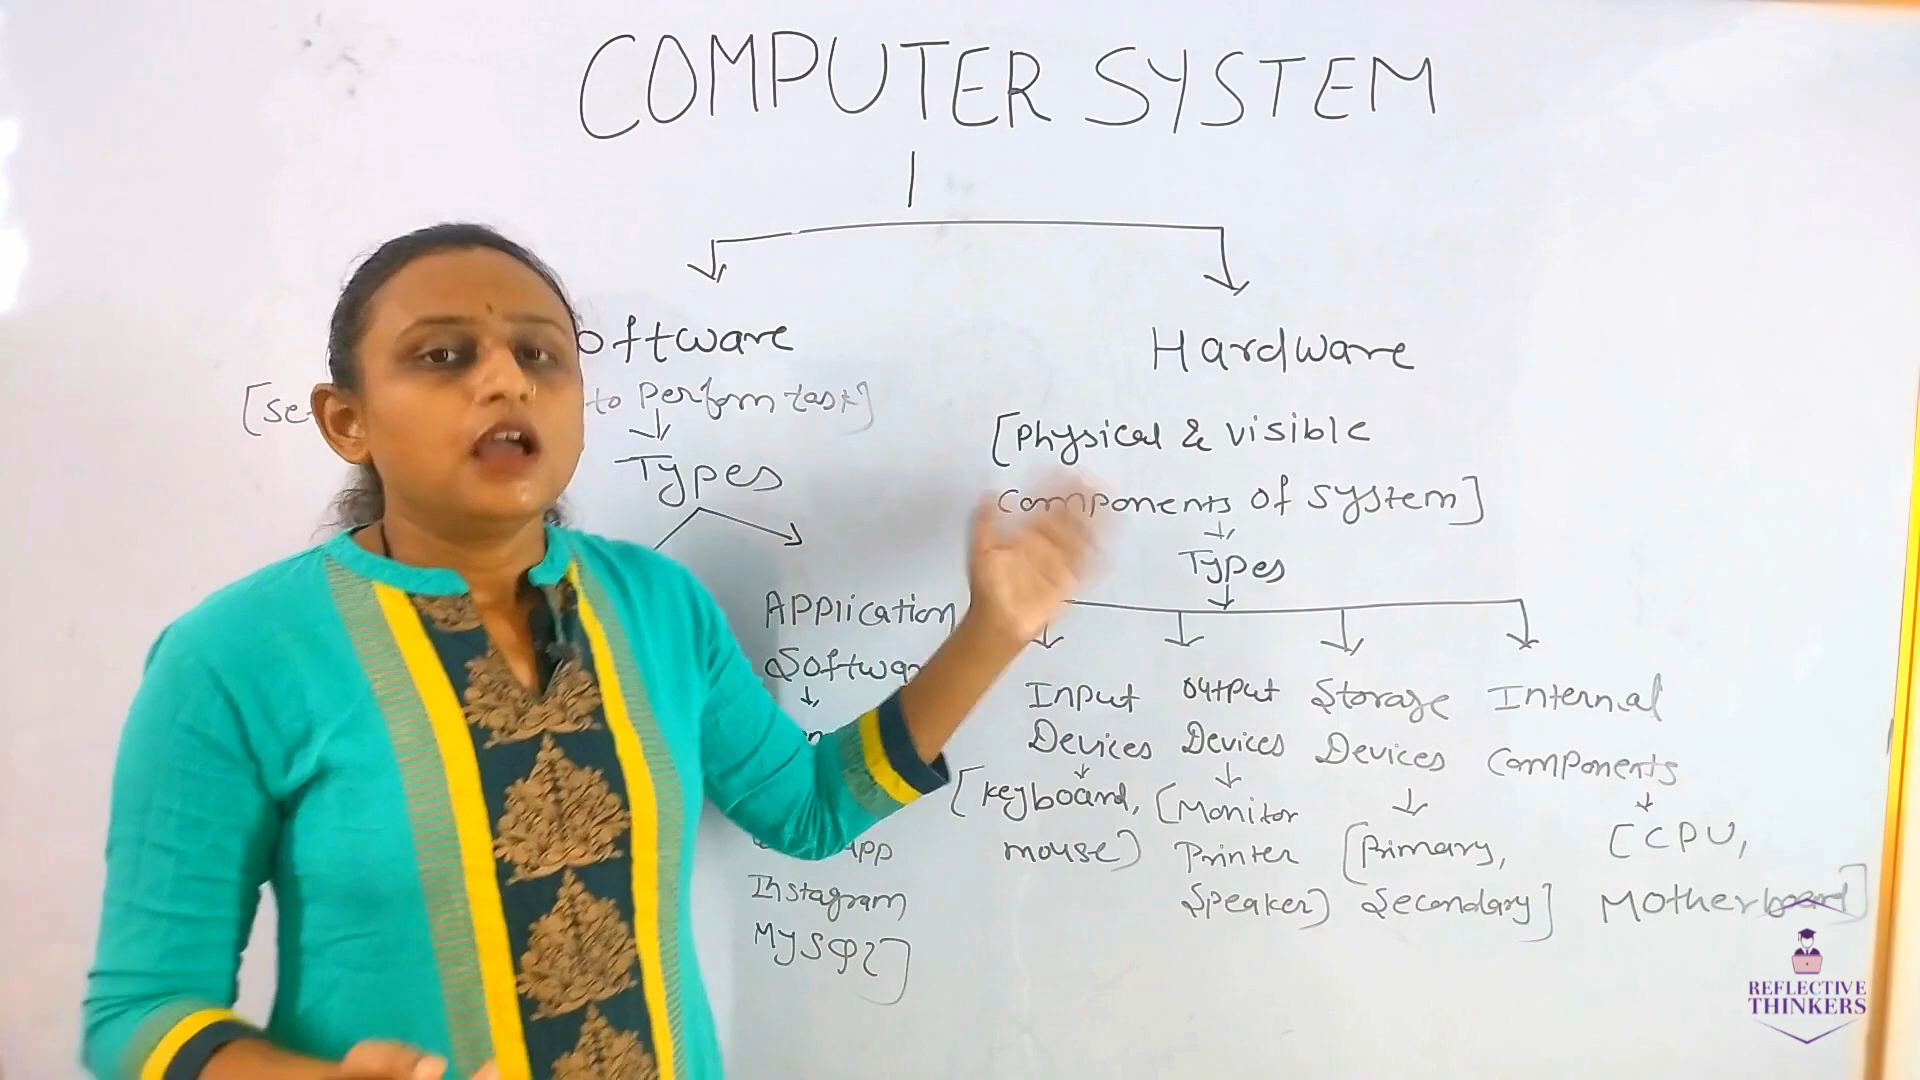 COMPUTER SYSTEM
oftware
[Se
to perform task]
Types
Application
Softwar
App
Instagram
MySQL]
Hardware
[Physical & visible
components of system]
Types
Input
Devices
[keyboard,
mouse]
Output
Devices
[Monitor
Printer
Speaker]
Storage
Devices
[Primary,
Secondary]
Internal
Components
[CPU,
Motherboard]
REFLECTIVE
THINKERS